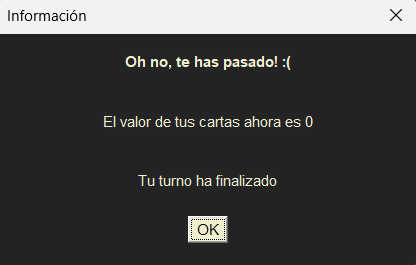 Información
Oh no, te has pasado! :(
El valor de tus cartas ahora es 0
Tu turno ha finalizado
OK